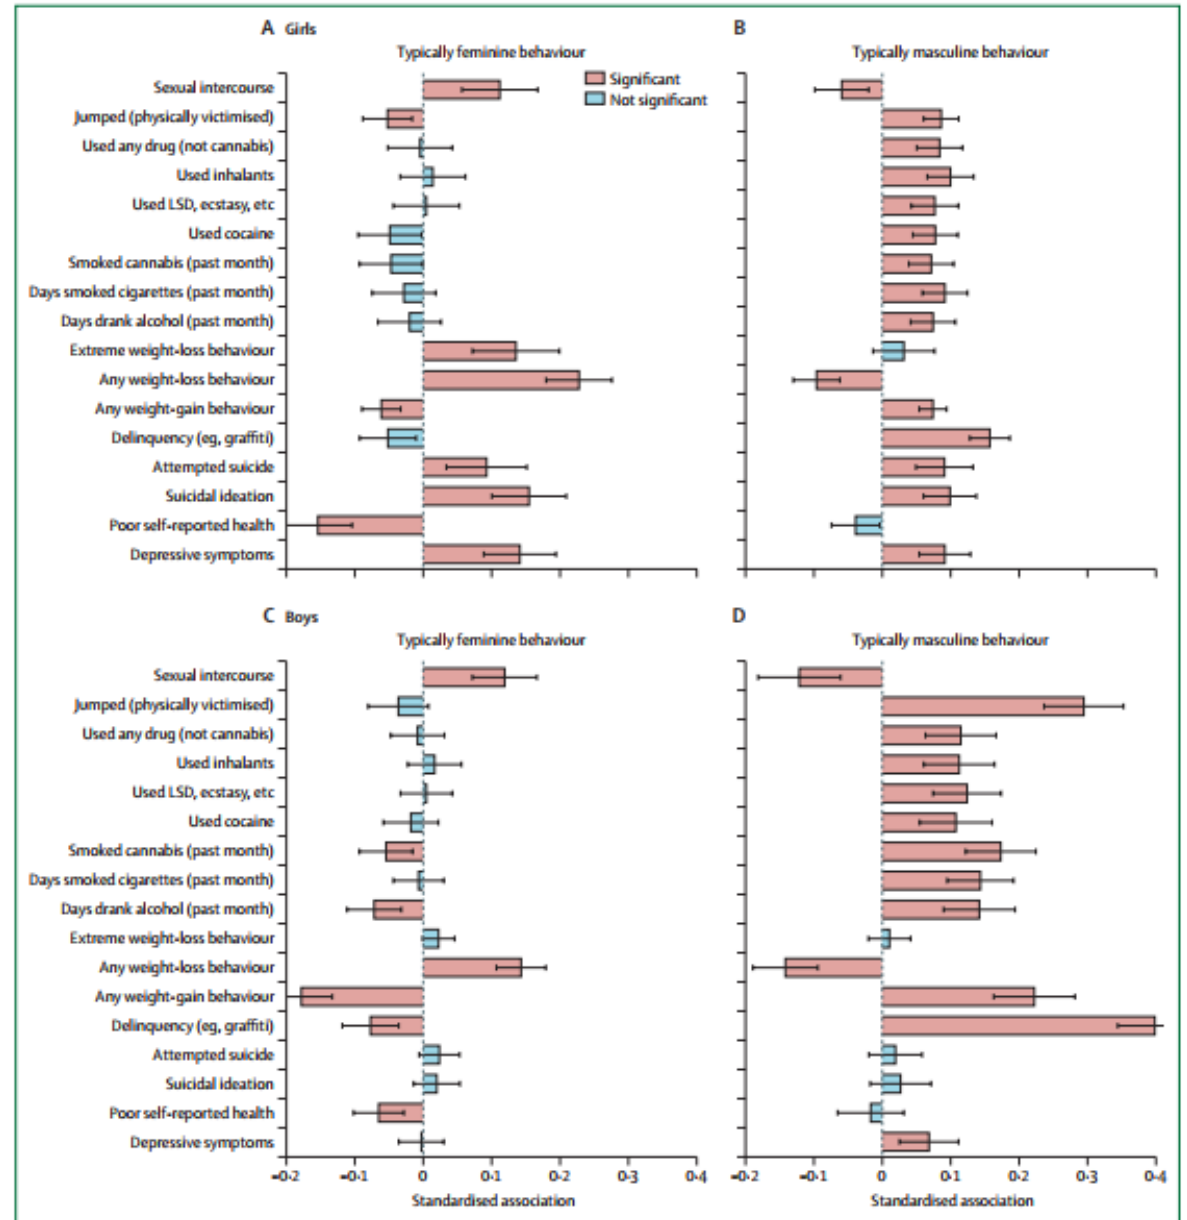 A Girls
Typically feminine behaviour
Significant
Not significant
Sexual intercourse
Jumped (physically victimised)
Used any drug (not cannabis)
Used inhalants
Used LSD, ecstasy, etc
Used cocaine
Smoked cannabis (past month)
Days smoked cigarettes (past month)
Days drank alcohol (past month)
Extreme weight-loss behaviour
Any weight-loss behaviour
Any weight-gain behaviour
Delinquency (eg, graffiti)
Attempted suicide
Suicidal ideation
Poor self-reported health
Depressive symptoms
B
Typically masculine behaviour
C Boys
Typically feminine behaviour
Sexual intercourse
Jumped (physically victimised)
Used any drug (not cannabis)
Used inhalants
Used LSD, ecstasy, etc
Used cocaine
Smoked cannabis (past month)
Days smoked cigarettes (past month)
Days drank alcohol (past month)
Extreme weight-loss behaviour
Any weight-loss behaviour
Any weight-gain behaviour
Delinquency (eg, graffiti)
Attempted suicide
Suicidal ideation
Poor self-reported health
Depressive symptoms
-0·2 -0·1 0 0·1 0·2 0·3 0·4
Standardised association
D
Typically masculine behaviour
-0·2 -0·1 0 0·1 0·2 0·3 0·4
Standardised association